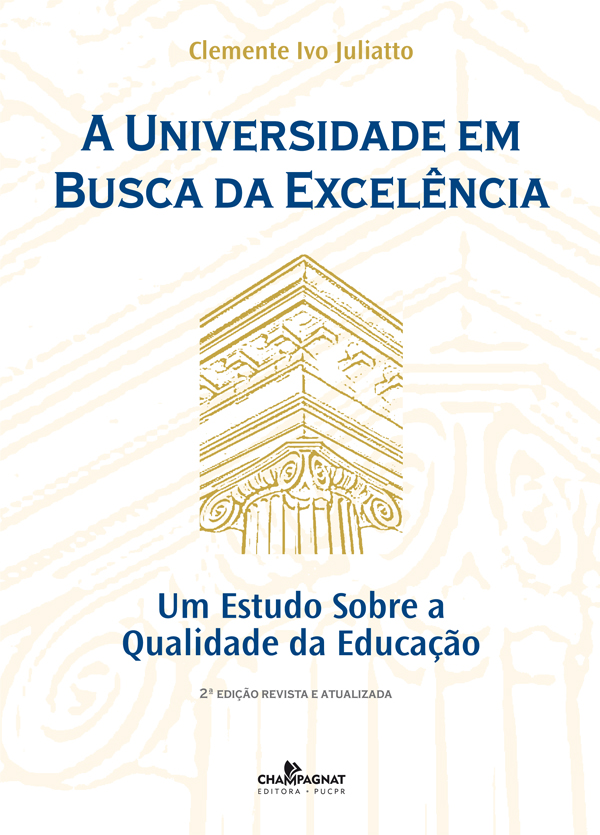 Clemente Ivo Juliatto
A UNIVERSIDADE EM
BUSCA DA EXCELÊNCIA
Um Estudo Sobre a
Qualidade da Educação
2ª EDIÇÃO REVISTA E ATUALIZADA
CHAMPAGNAT
EDITORA • PUCPR